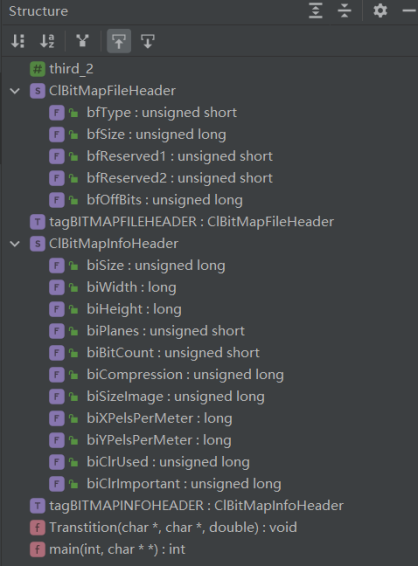 Structure
third_2
ClBitMapFileHeader
bfType : unsigned short
bfSize : unsigned long
bfReserved1 : unsigned short
bfReserved2 : unsigned short
bfOffBits : unsigned long
tagBITMAPFILEHEADER : ClBitMapFileHeader
ClBitMapInfoHeader
biSize : unsigned long
biWidth : long
biHeight : long
biPlanes : unsigned short
biBitCount : unsigned short
biCompression : unsigned long
biSizeImage : unsigned long
biXPelsPerMeter : long
biYPelsPerMeter : long
biClrUsed : unsigned long
biClrImportant : unsigned long
tagBITMAPINFOHEADER : ClBitMapInfoHeader
Transtition(char *, char *, double) : void
main(int, char * *) : int